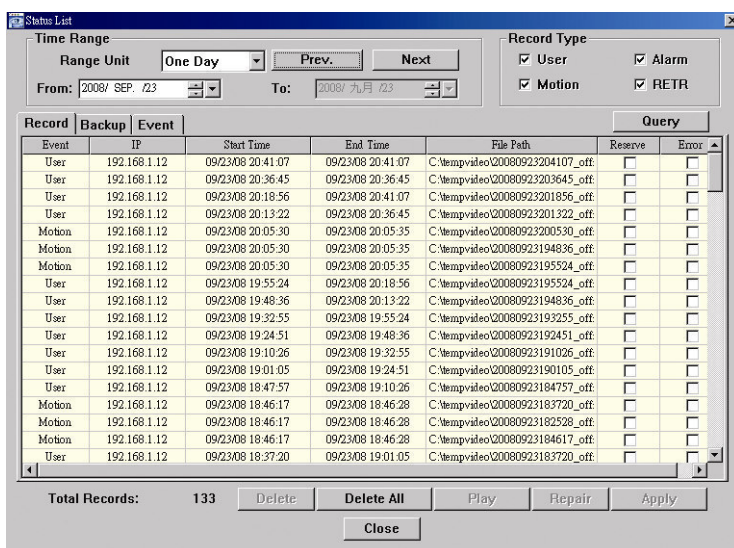 Status List
Time Range
Record Type
Range Unit One Day Prev. Next
User Alarm
From: 2008/ SEP. /23 To: 2008/ 九月 /23
Motion RETR
Query
Record Backup Event
Event IP Start Time End Time File Path Reserve Error
User 192.168.1.12 09/23/08 20:41:07 09/23/08 20:41:07 C:\tempvideo\20080923204107_off:
User 192.168.1.12 09/23/08 20:36:45 09/23/08 20:36:45 C:\tempvideo\20080923203645_off:
User 192.168.1.12 09/23/08 20:18:56 09/23/08 20:41:07 C:\tempvideo\20080923201856_off:
User 192.168.1.12 09/23/08 20:13:22 09/23/08 20:36:45 C:\tempvideo\20080923201322_off:
Motion 192.168.1.12 09/23/08 20:05:30 09/23/08 20:05:35 C:\tempvideo\20080923200530_off:
Motion 192.168.1.12 09/23/08 20:05:30 09/23/08 20:05:35 C:\tempvideo\20080923194836_off:
Motion 192.168.1.12 09/23/08 20:05:30 09/23/08 20:05:35 C:\tempvideo\20080923195524_off:
User 192.168.1.12 09/23/08 19:55:24 09/23/08 20:18:56 C:\tempvideo\20080923195524_off:
User 192.168.1.12 09/23/08 19:48:36 09/23/08 20:13:22 C:\tempvideo\20080923194836_off:
User 192.168.1.12 09/23/08 19:32:55 09/23/08 19:55:24 C:\tempvideo\20080923193255_off:
User 192.168.1.12 09/23/08 19:24:51 09/23/08 19:48:36 C:\tempvideo\20080923192451_off:
User 192.168.1.12 09/23/08 19:10:26 09/23/08 19:32:55 C:\tempvideo\20080923191026_off:
User 192.168.1.12 09/23/08 19:01:05 09/23/08 19:24:51 C:\tempvideo\20080923190105_off:
User 192.168.1.12 09/23/08 18:47:57 09/23/08 19:10:26 C:\tempvideo\20080923184757_off:
Motion 192.168.1.12 09/23/08 18:46:17 09/23/08 18:46:28 C:\tempvideo\20080923183720_off:
Motion 192.168.1.12 09/23/08 18:46:17 09/23/08 18:46:28 C:\tempvideo\20080923182528_off:
Motion 192.168.1.12 09/23/08 18:46:17 09/23/08 18:46:28 C:\tempvideo\20080923184617_off:
User 192.168.1.12 09/23/08 18:37:20 09/23/08 19:01:05 C:\tempvideo\20080923183720_off:
Total Records: 133 Delete Delete All Play Repair Apply
Close